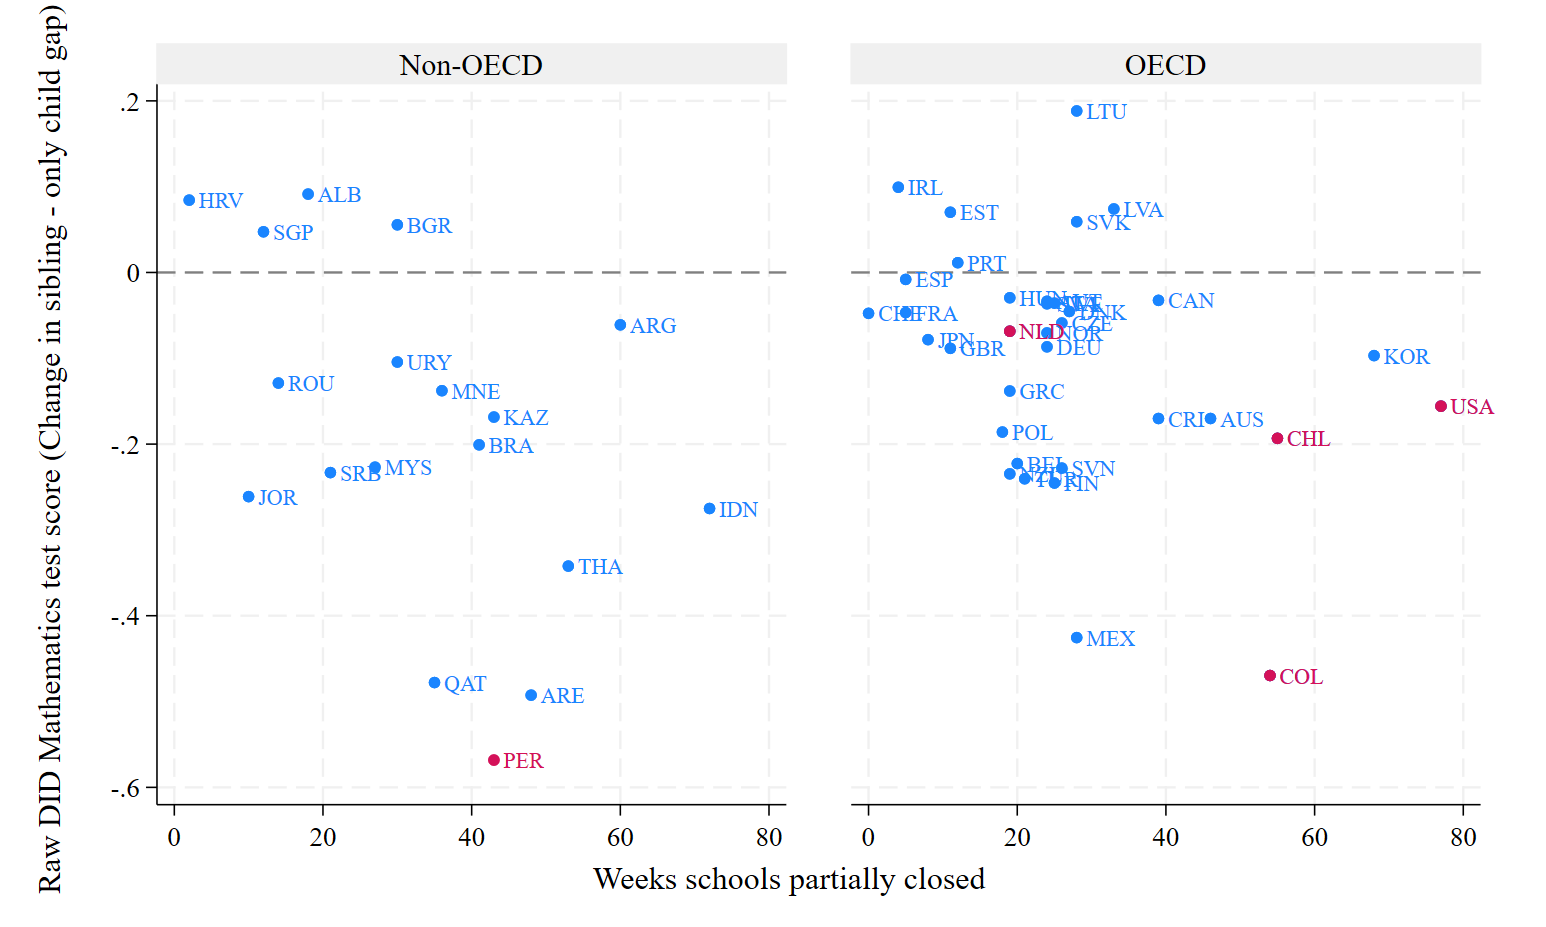 Raw DID Mathematics test score (Change in sibling - only child gap)
Non-OECD
OECD
.2
0
-.2
-.4
-.6
HRV
ALB
SGP
BGR
ARG
URY
ROU
MNE
KAZ
BRA
SRB
MYS
JOR
IDN
THA
QAT
ARE
PER
LTU
IRL
EST
LVA
SVK
PRT
ESP
HUN
CAN
CHE
FRA
DNK
CZE
NLD
NOR
JPN
GBR
DEU
KOR
GRC
USA
CRI
AUS
POL
CHL
BEL
SVN
NZL
TUR
FIN
MEX
COL
0 20 40 60 80
0 20 40 60 80
Weeks schools partially closed